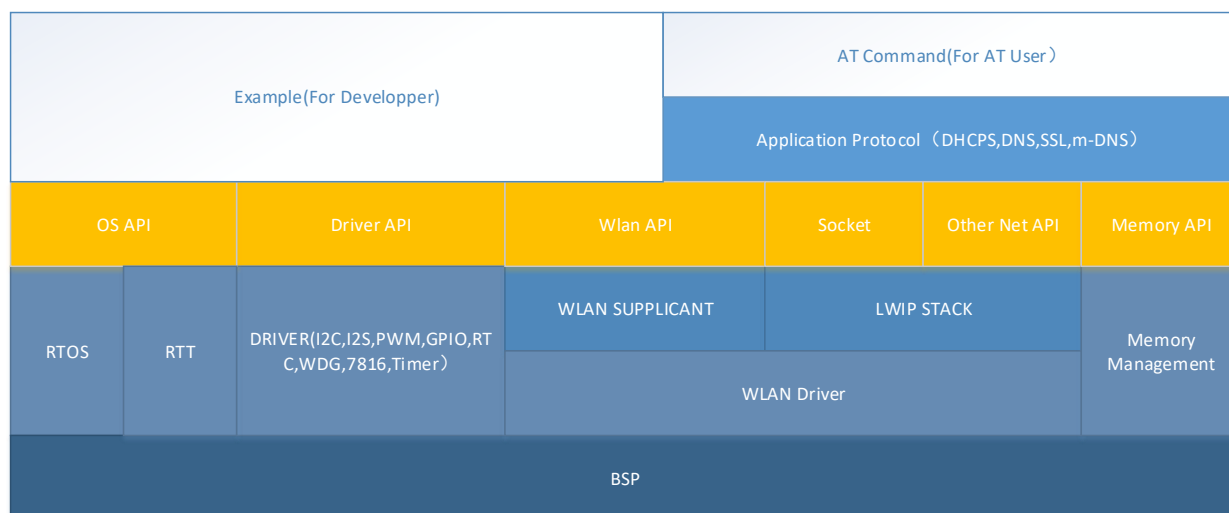 AT Command(For AT User）
Example(For Developper)
Application Protocol（DHCPS,DNS,SSL,m-DNS）
OS API
Driver API
Wlan API
Socket
Other Net API
Memory API
RTOS
RTT
DRIVER(I2C,I2S,PWM,GPIO,RT
C,WDG,7816,Timer）
WLAN SUPPLICANT
LWIP STACK
WLAN Driver
Memory
Management
BSP